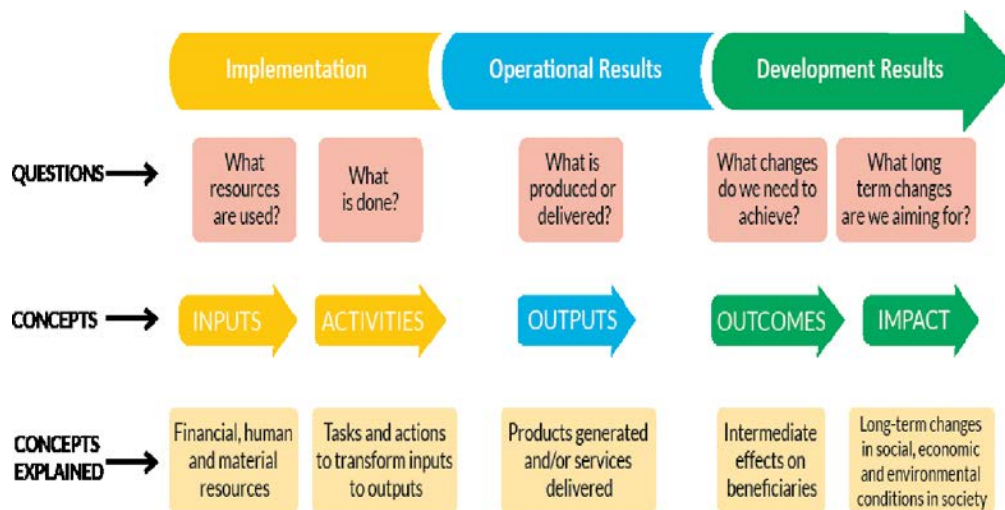 Implementation
Operational Results
Development Results
QUESTIONS
What
resources
are used?
What
is done?
What is
produced or
delivered?
What changes
do we need to
achieve?
What long
term changes
are we aiming for?
CONCEPTS
INPUTS
ACTIVITIES
OUTPUTS
OUTCOMES
IMPACT
CONCEPTS
EXPLAINED
Financial, human
and material
resources
Tasks and actions
to transform inputs
to outputs
Products generated
and/or services
delivered
Intermediate
effects on
beneficiaries
Long-term changes
in social, economic
and environmental
conditions in society